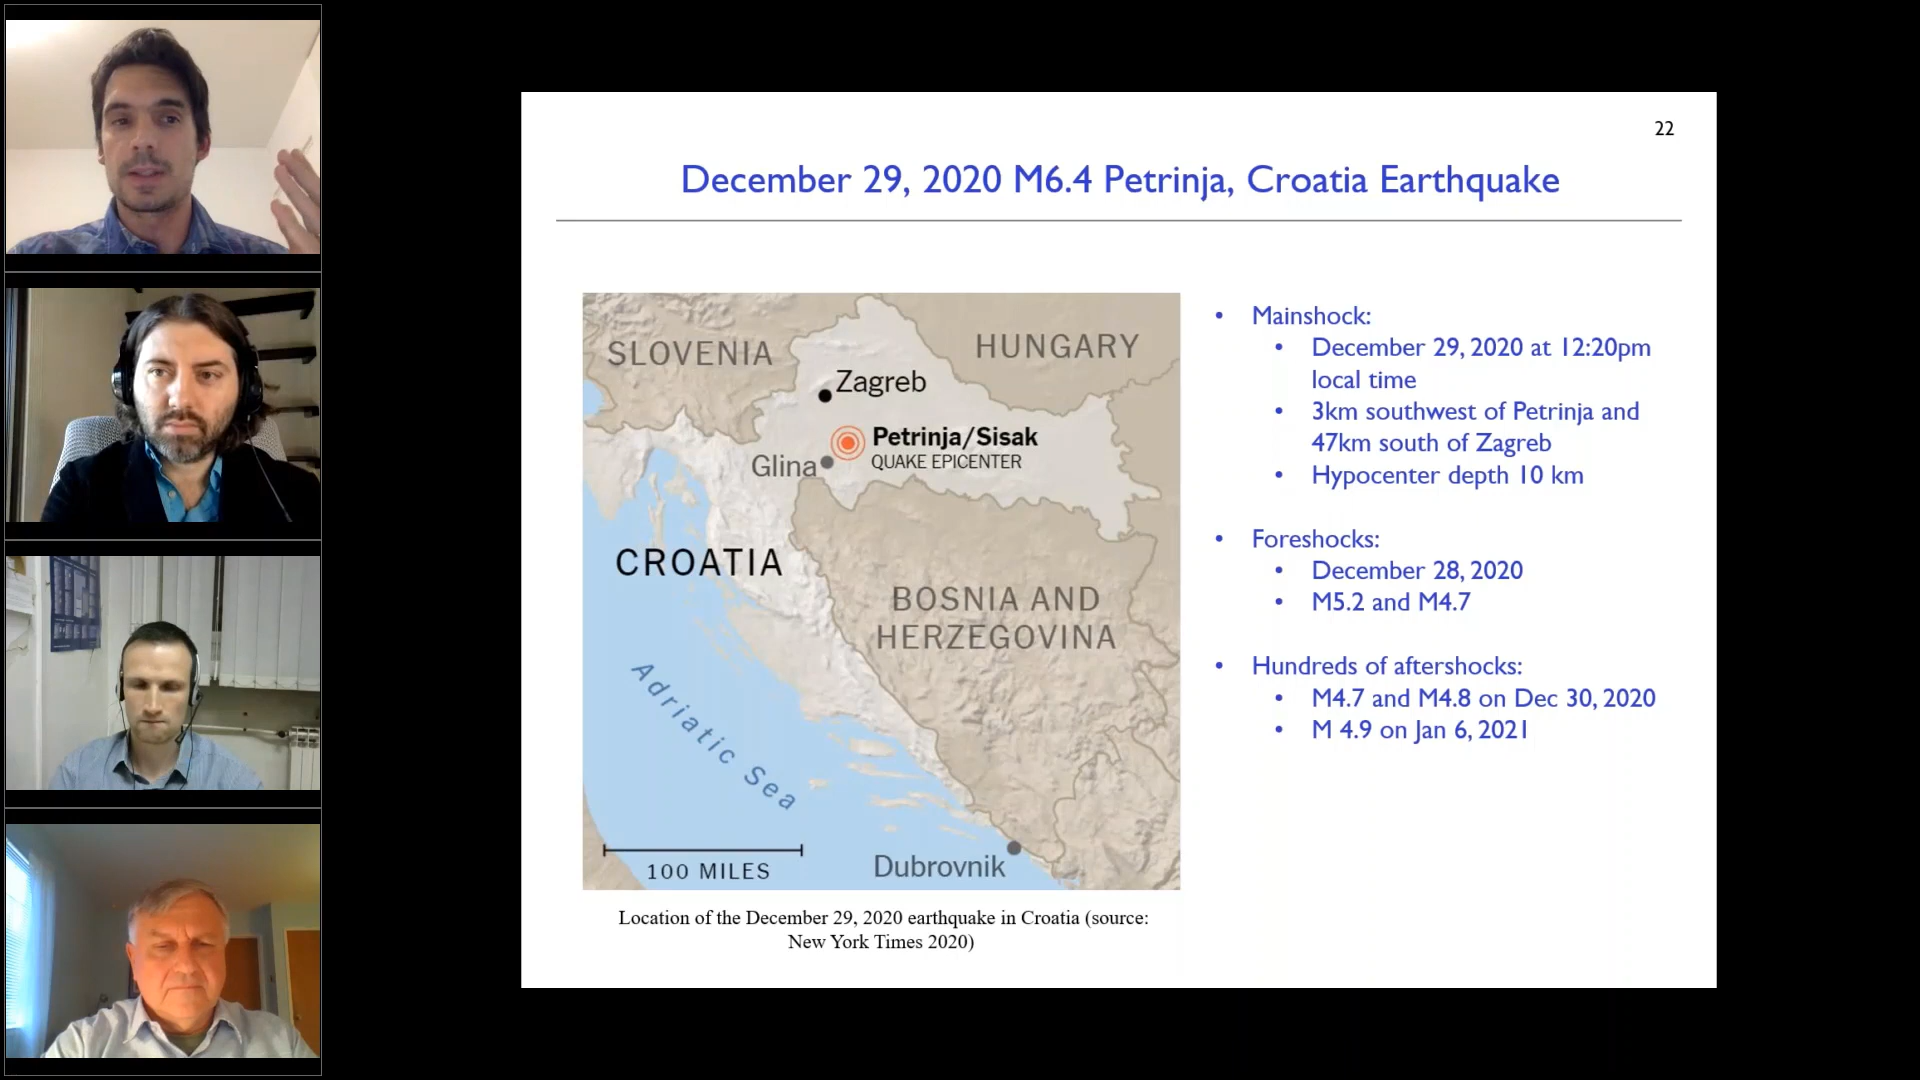 22
December 29, 2020 M6.4 Petrinja, Croatia Earthquake
SLOVENIA
HUNGARY
Zagreb
Petrinja/Sisak
QUAKE EPICENTER
Glina
CROATIA
BOSNIA AND
HERZEGOVINA
Adriatic Sea
100 MILES
Dubrovnik
Location of the December 29, 2020 earthquake in Croatia (source:
New York Times 2020)
• Mainshock:
• December 29, 2020 at 12:20pm
local time
• 3km southwest of Petrinja and
47km south of Zagreb
• Hypocenter depth 10 km
• Foreshocks:
• December 28, 2020
• M5.2 and M4.7
• Hundreds of aftershocks:
• M4.7 and M4.8 on Dec 30, 2020
• M 4.9 on Jan 6, 2021